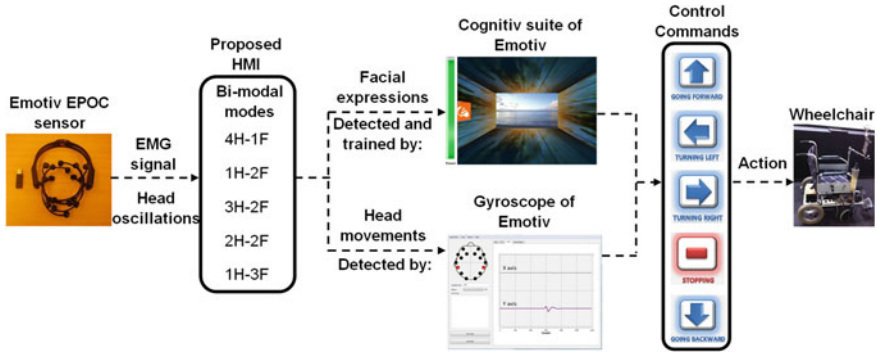 Emotiv EPOC
sensor
EMG
signal
Head
oscillations
Proposed
HMI
Bi-modal
modes
4H-1F
1H-2F
3H-2F
2H-2F
1H-3F
Facial
expressions
Detected and
trained by:
Head
movements
Detected by:
Cognitiv suite of
Emotiv
Gyroscope of
Emotiv
X axis
Y axis
Control
Commands
GOING FORWARD
TURNING LEFT
TURNING RIGHT
STOPPING
GOING BACKWARD
Action
Wheelchair